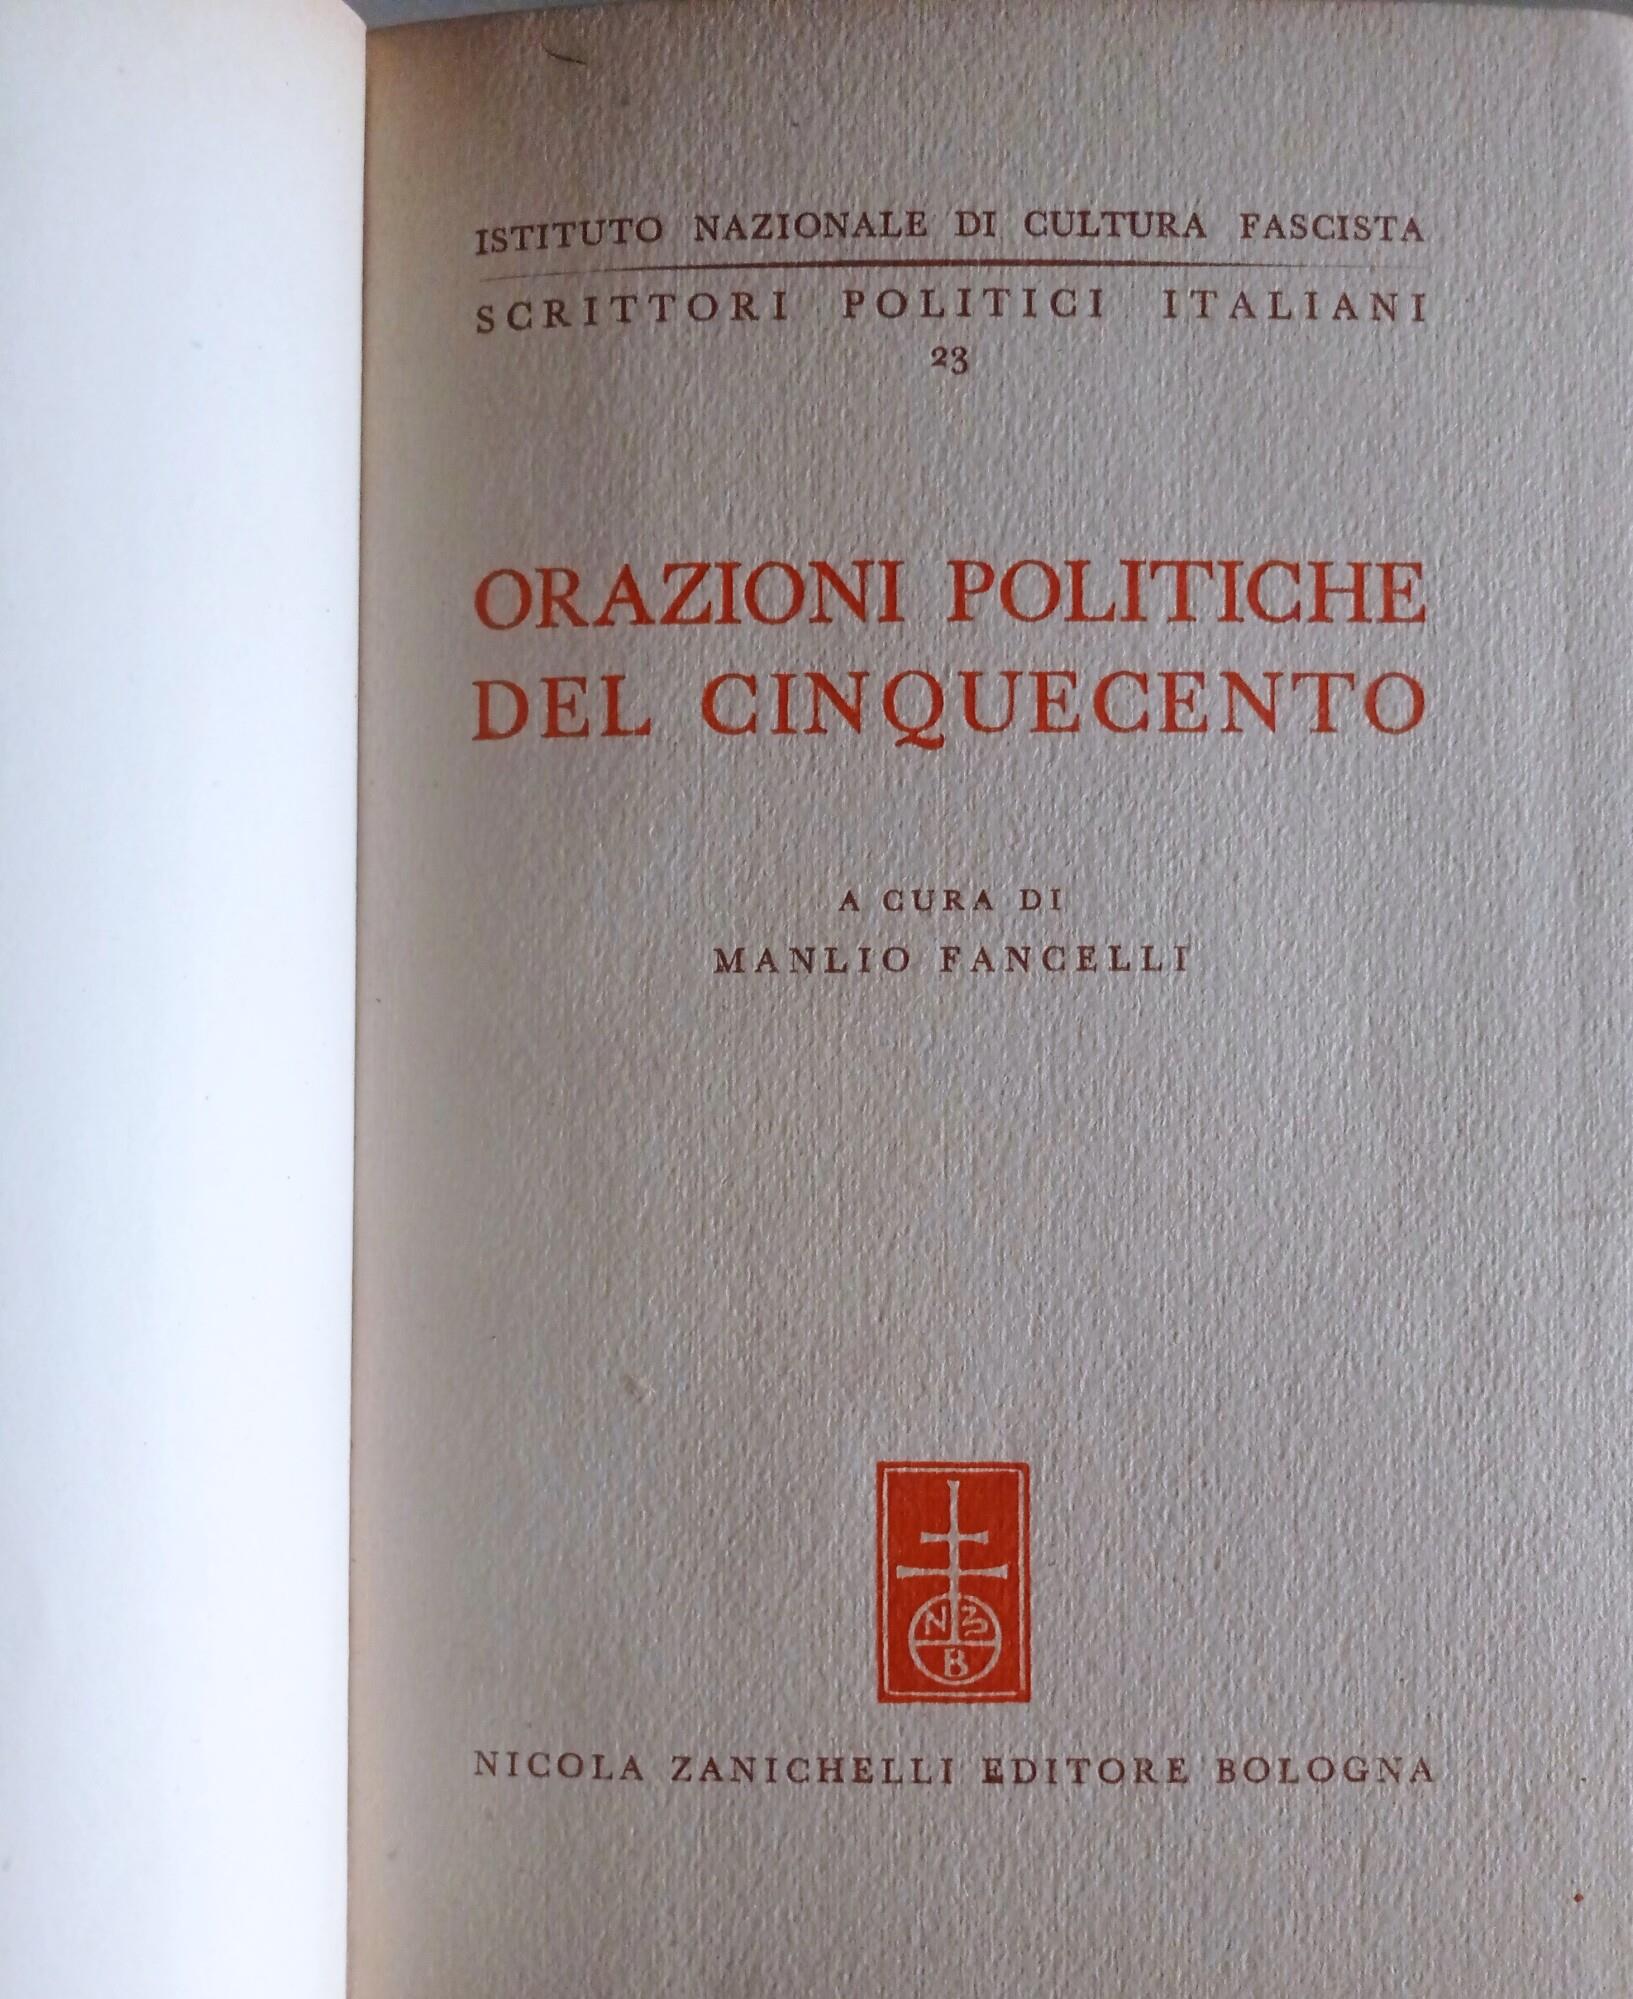 ISTITUTO NAZIONALE DI CULTURA FASCISTA
SCRITTORI POLITICI ITALIANI
23
ORAZIONI POLITICHE
DEL CINQUECENTO
A CURA DI
MANLIO FANCELLI
N Z
B
NICOLA ZANICHELLI EDITORE BOLOGNA